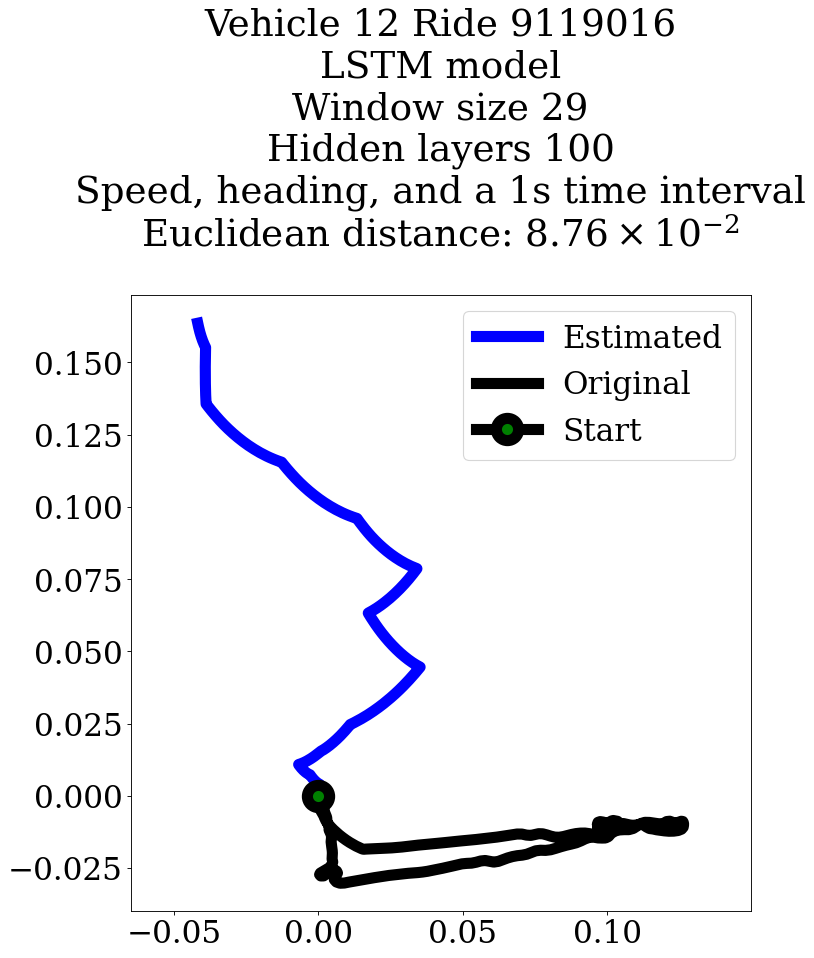 Vehicle 12 Ride 9119016
LSTM model
Window size 29
Hidden layers 100
Speed, heading, and a 1s time interval
Euclidean distance: 8.76 × 10⁻²
Estimated
Original
Start
0.150
0.125
0.100
0.075
0.050
0.025
0.000
−0.025
−0.05 0.00 0.05 0.10